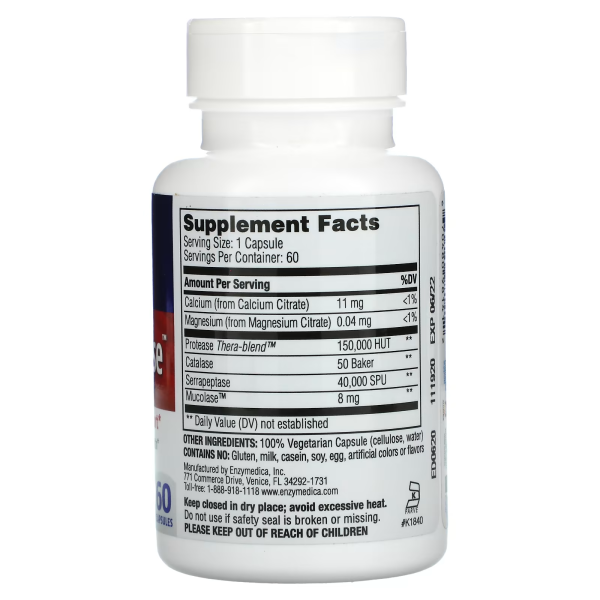 Supplement Facts
Serving Size: 1 Capsule
Servings Per Container: 60
Amount Per Serving %DV
Calcium (from Calcium Citrate) 11 mg <1%
Magnesium (from Magnesium Citrate) 0.04 mg <1%
Protease Thera-blend™ 150,000 HUT **
Catalase 50 Baker **
Serrapeptase 40,000 SPU **
Mucolase™ 8 mg **
** Daily Value (DV) not established
OTHER INGREDIENTS: 100% Vegetarian Capsule (cellulose, water)
CONTAINS NO: Gluten, milk, casein, soy, egg, artificial colors or flavors
Manufactured by Enzymedica, Inc.
771 Commerce Drive, Venice, FL 34292-1731
Toll-free: 1-888-918-1118 www.enzymedica.com
Keep closed in dry place; avoid excessive heat.
Do not use if safety seal is broken or missing.
PLEASE KEEP OUT OF REACH OF CHILDREN
K
PARVE
#K1840
ED9620 111920 EXP 06/22
se™
60
CAPSULES